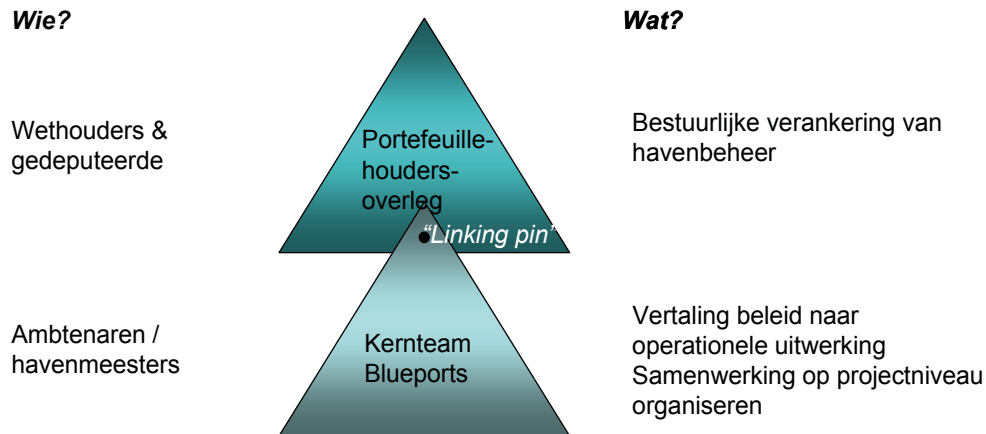 Wie?
Wat?
Wethouders &
gedeputeerde
Portefeuille-
houders-
overleg
Bestuurlijke verankering van
havenbeheer
“Linking pin”
Ambtenaren /
havenmeesters
Kernteam
Blueports
Vertaling beleid naar
operationele uitwerking
Samenwerking op projectniveau
organiseren